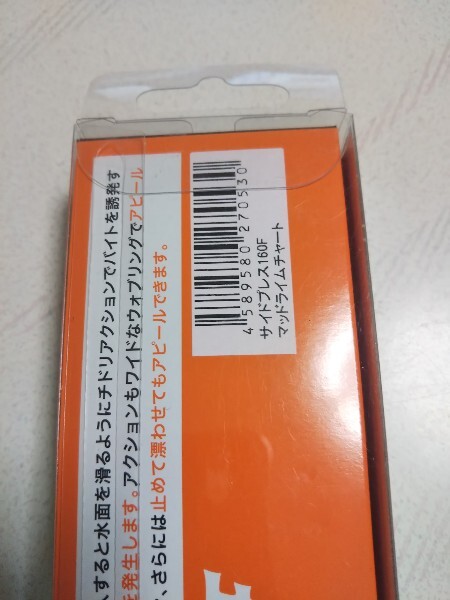 4589580270530
サイドプレス160F
マッドライムチャート
すると水面を滑るようにチドリアクションでバイトを誘発す
を発生します。アクションもワイドなウォブリングでアピール
、さらには止めて漂わせてもアピールできます。